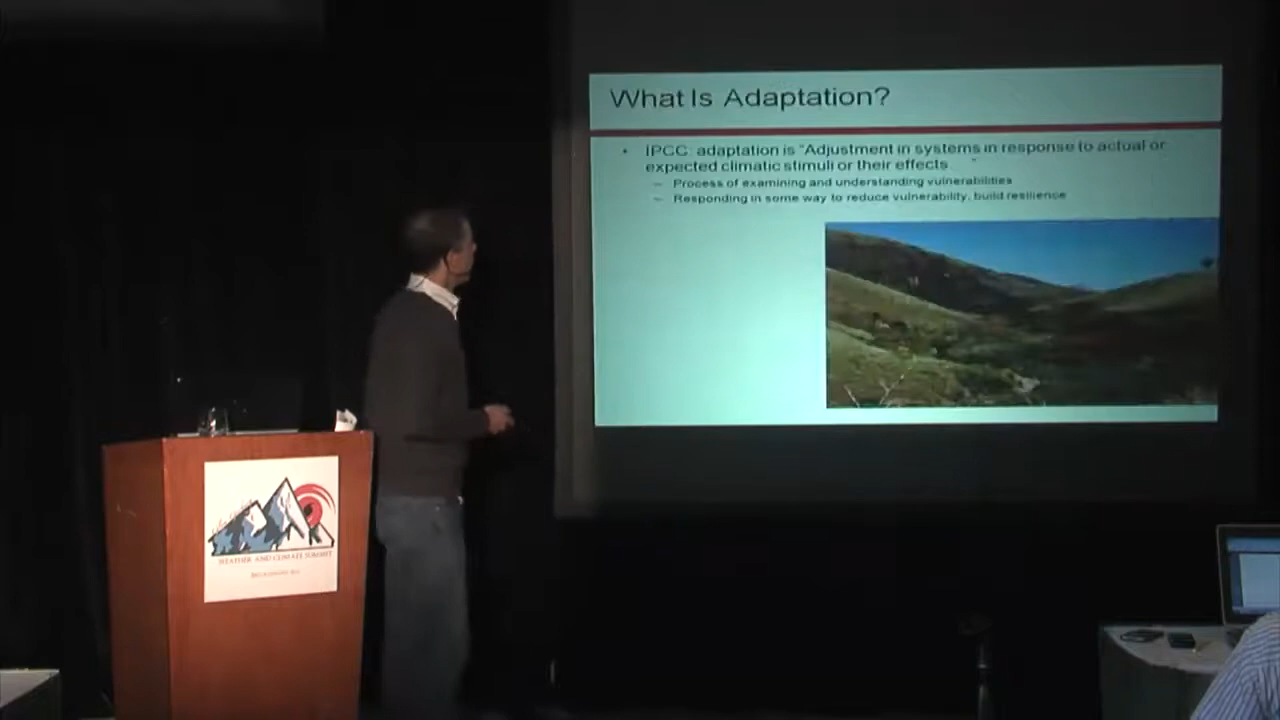 What Is Adaptation?
• IPCC: adaptation is "Adjustment in systems in response to actual or
expected climatic stimuli or their effects
– Process of examining and understanding vulnerabilities
– Responding in some way to reduce vulnerability, build resilience
WEATHER AND CLIMATE SUMMIT